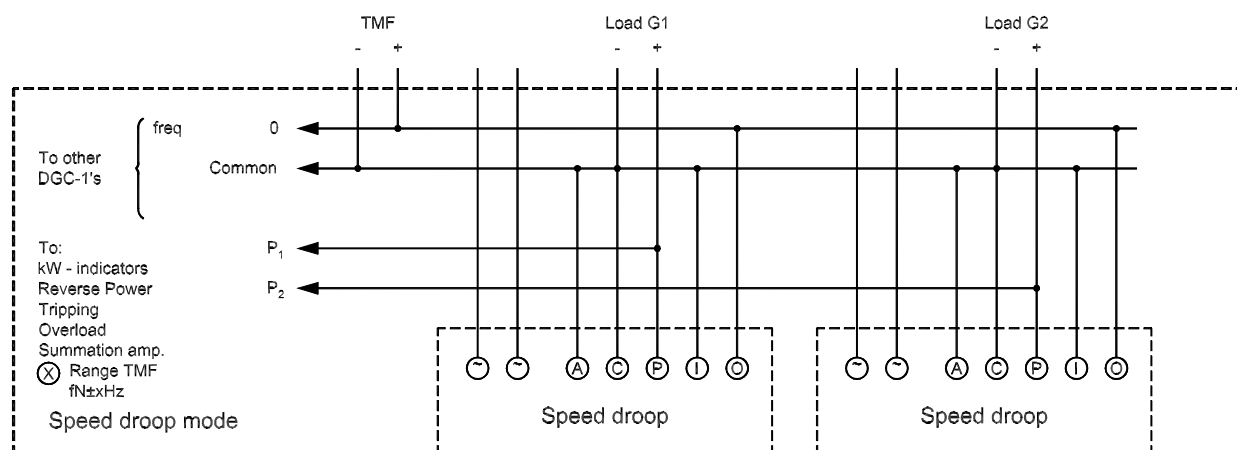 TMF
Load G1
Load G2
- +
- +
- +
freq
0
To other
DGC-1's
Common
To:
kW - indicators
Reverse Power
Tripping
Overload
Summation amp.
P1
P2
X Range TMF
fN±xHz
Speed droop mode
~ ~ A C P I O
Speed droop
~ ~ A C P I O
Speed droop